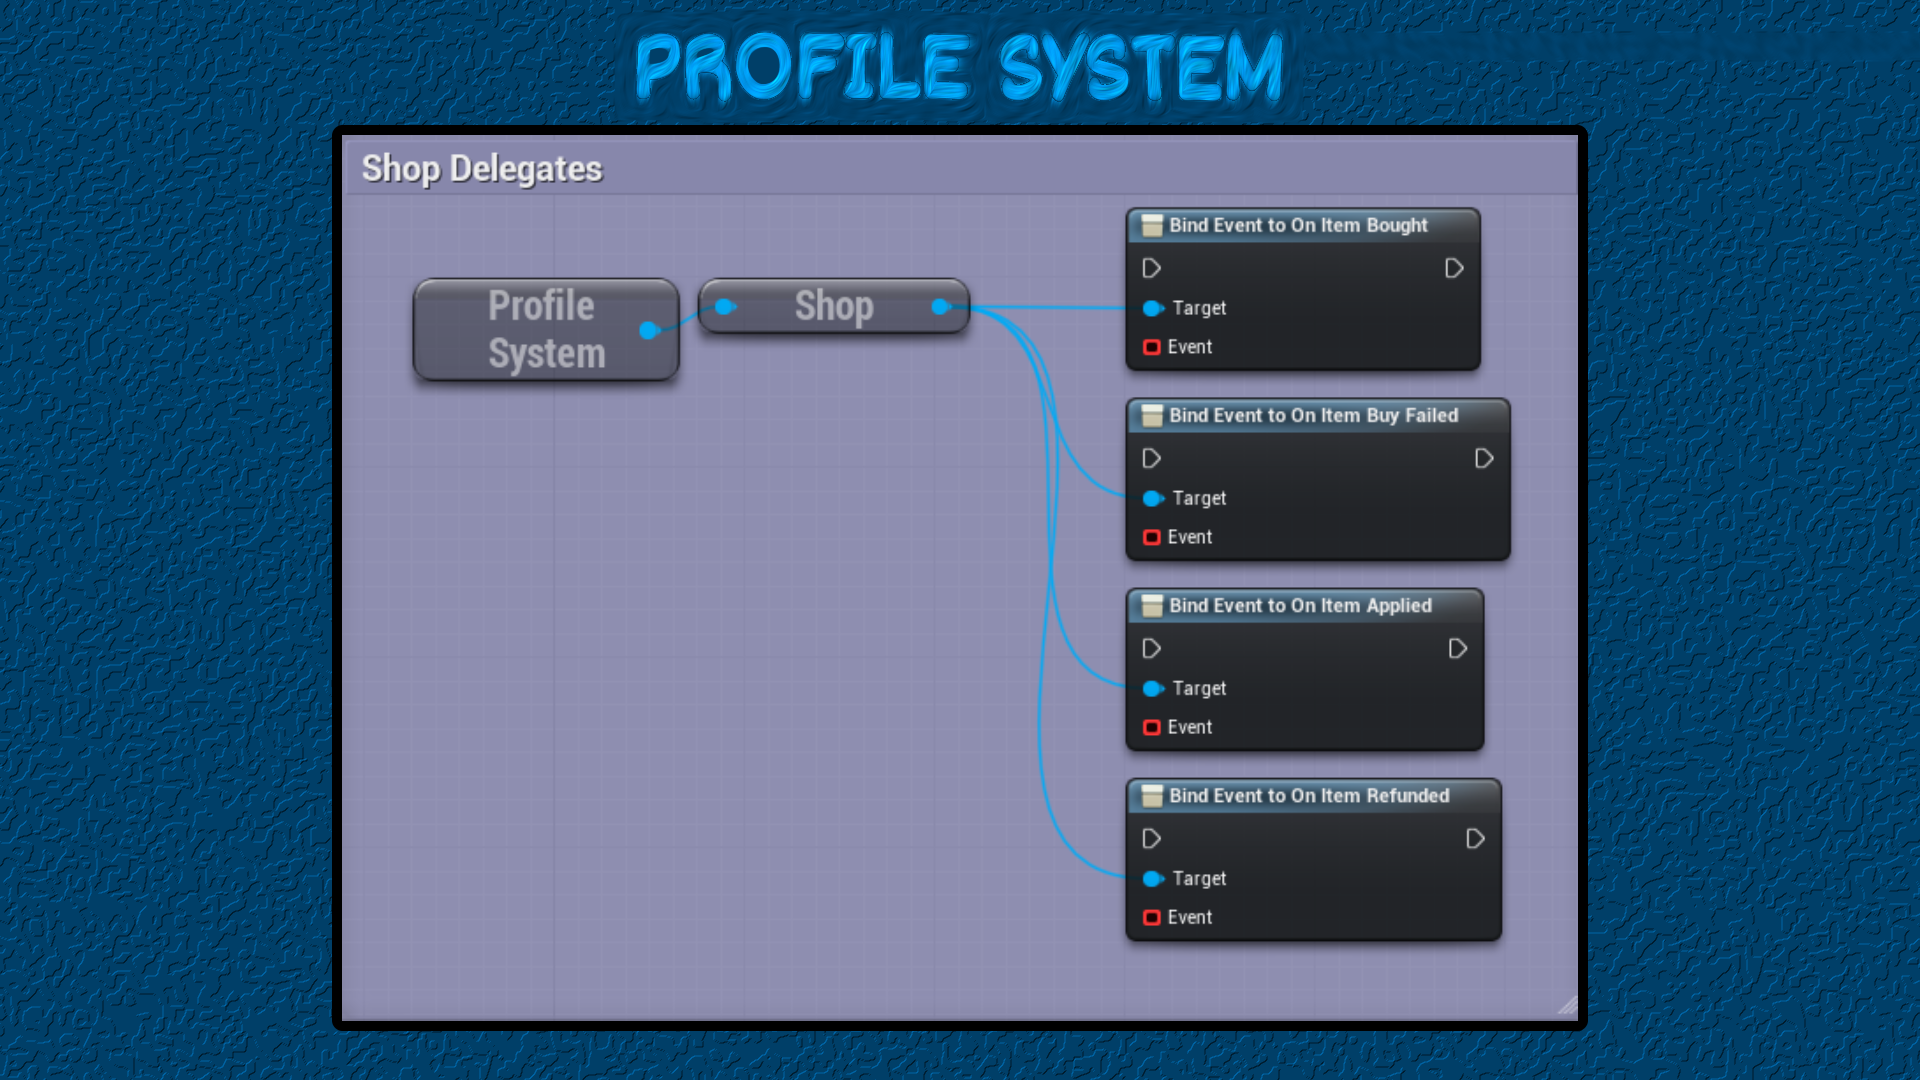 PROFILE SYSTEM
Shop Delegates
Profile
System
Shop
Bind Event to On Item Bought
Target
Event
Bind Event to On Item Buy Failed
Target
Event
Bind Event to On Item Applied
Target
Event
Bind Event to On Item Refunded
Target
Event